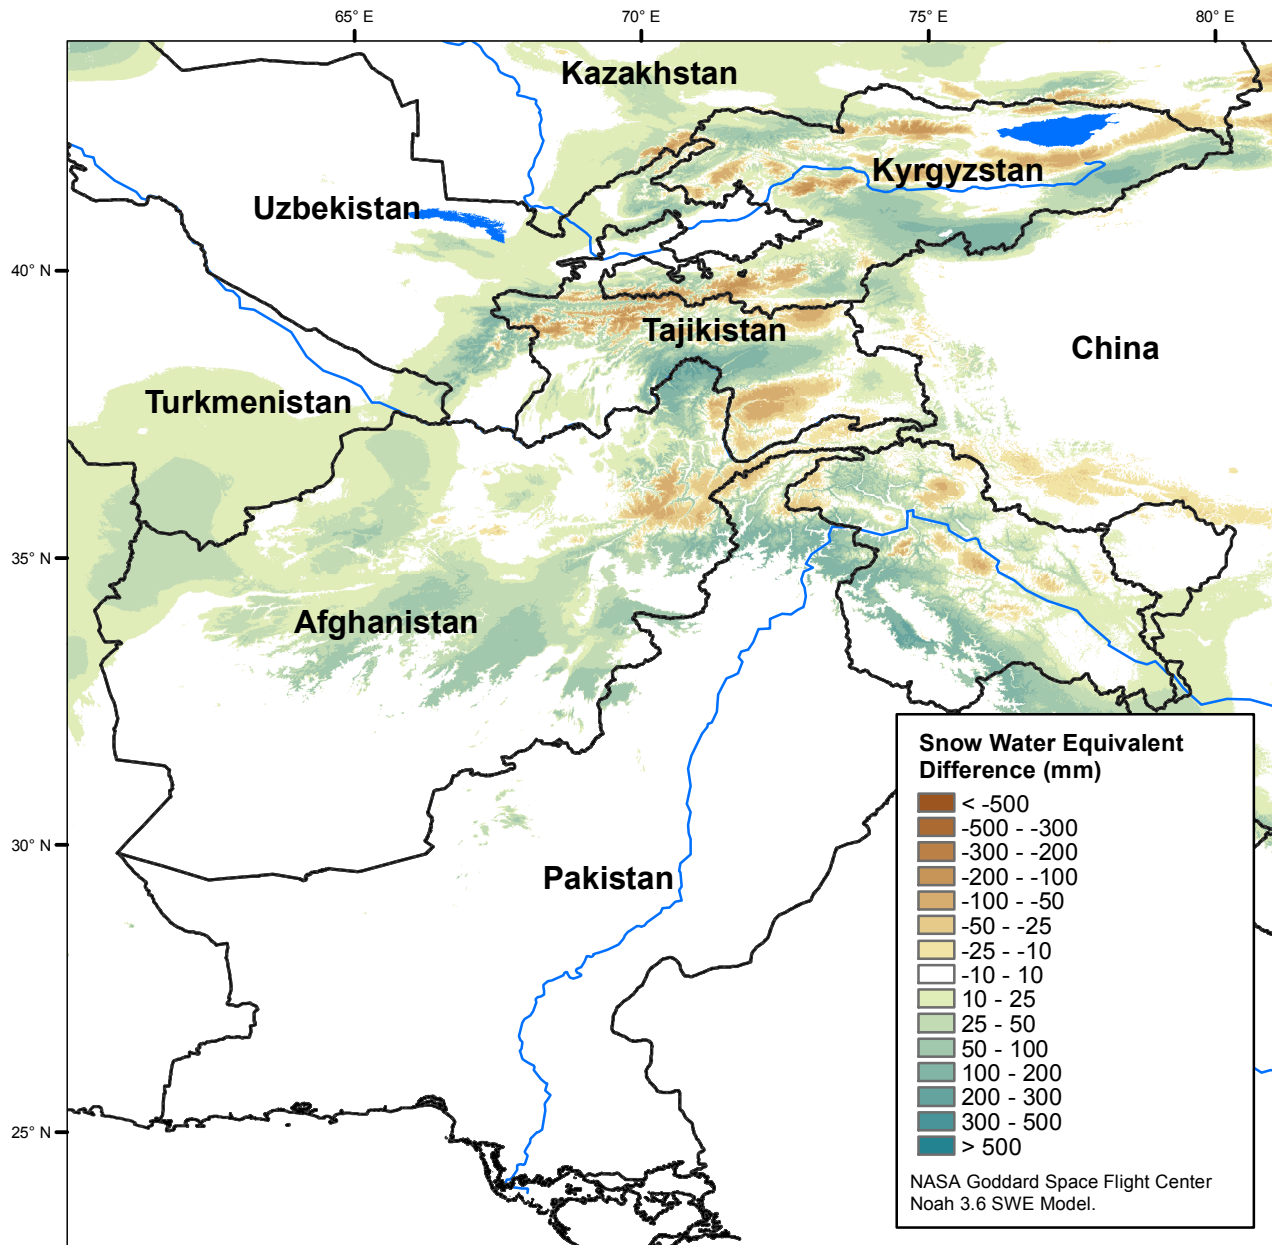 65° E
70° E
75° E
80° E
Kazakhstan
Kyrgyzstan
Uzbekistan
40° N
Tajikistan
China
Turkmenistan
35° N
Afghanistan
30° N
Pakistan
25° N
Snow Water Equivalent
Difference (mm)
< -500
-500 - -300
-300 - -200
-200 - -100
-100 - -50
-50 - -25
-25 - -10
-10 - 10
10 - 25
25 - 50
50 - 100
100 - 200
200 - 300
300 - 500
> 500
NASA Goddard Space Flight Center
Noah 3.6 SWE Model.